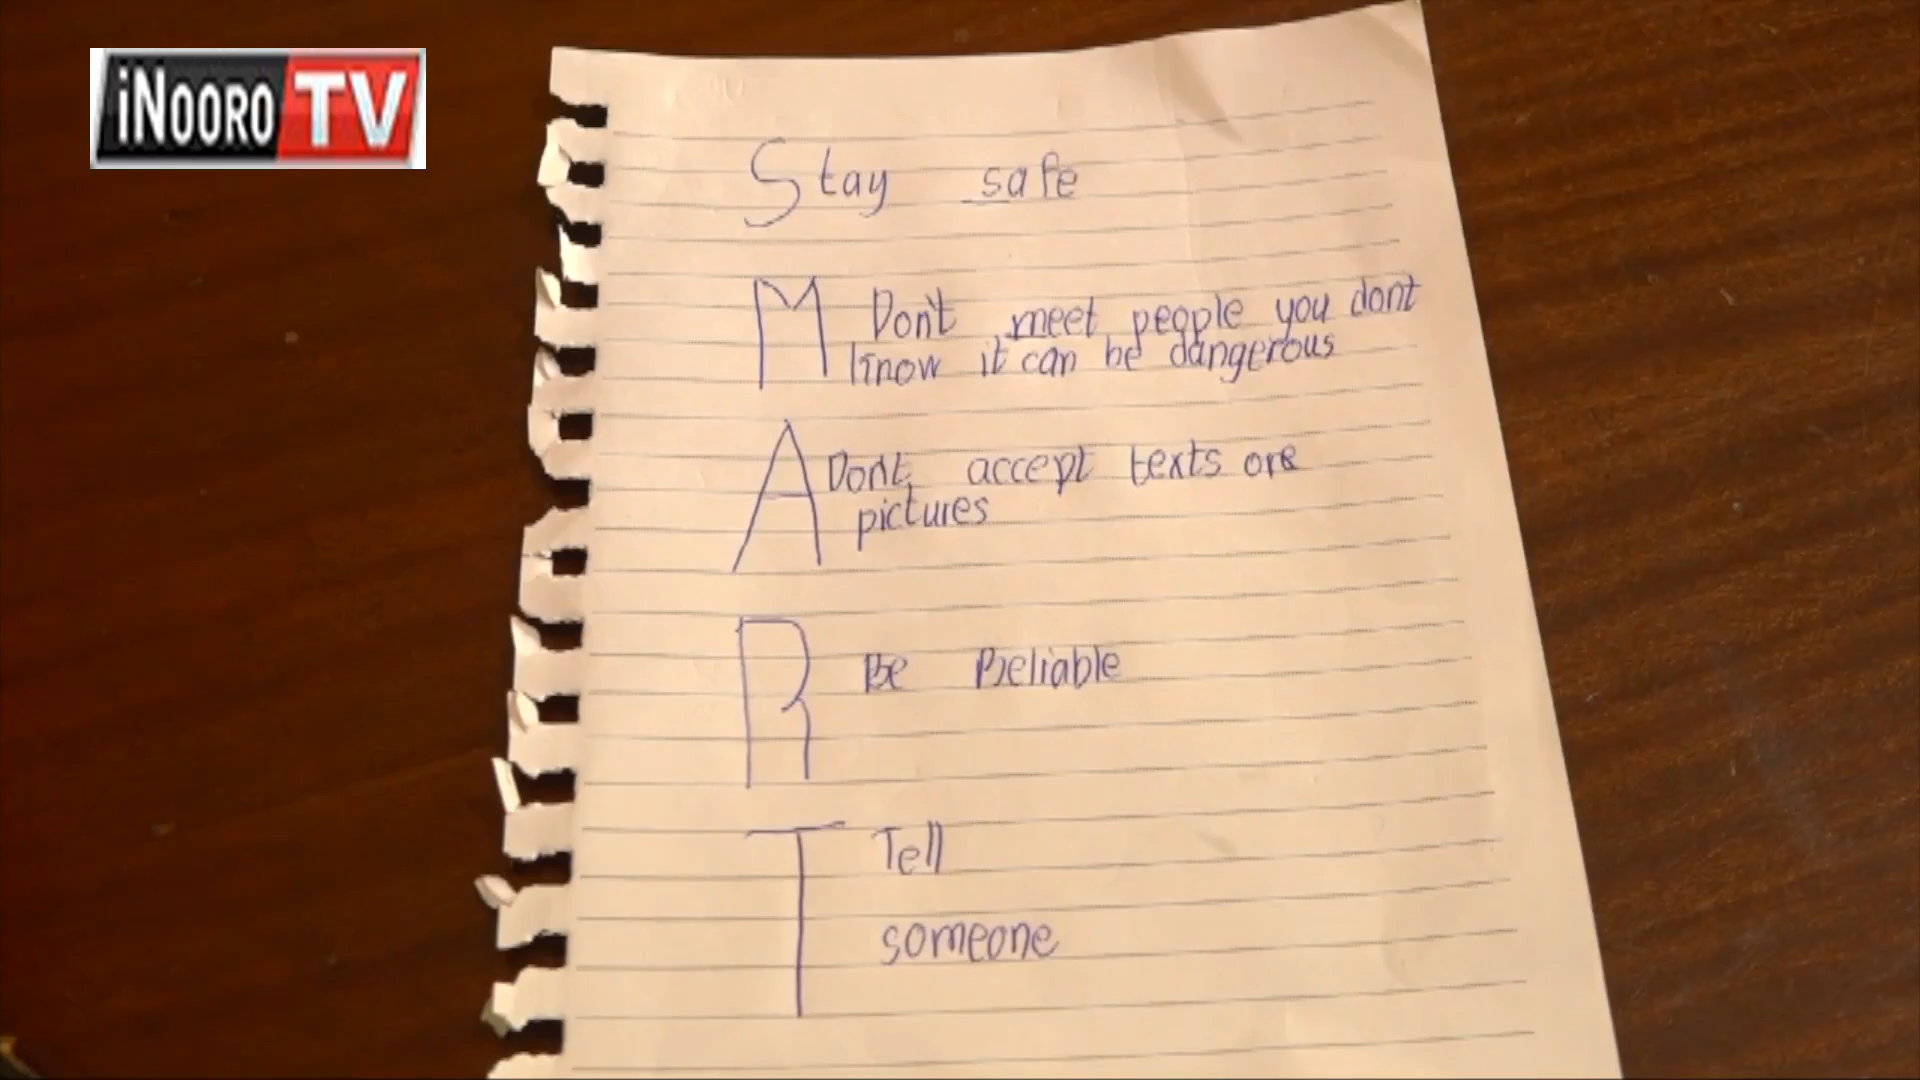 iNOORO TV
Stay safe
M Don't meet people you dont
know it can be dangerous
A Dont accept texts ore
pictures
R Be Reliable
T Tell
someone